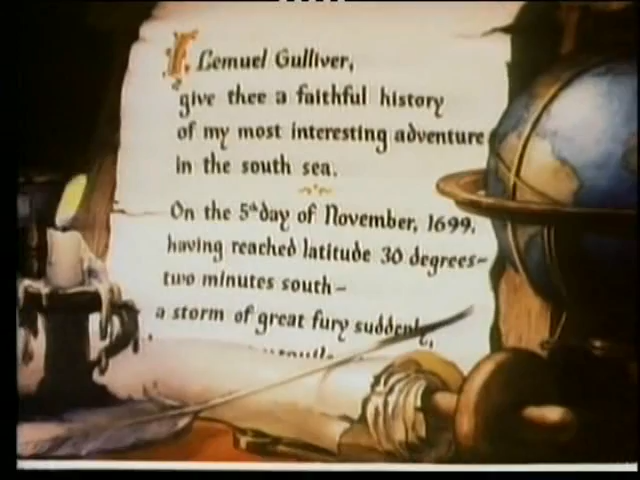 I, Lemuel Gulliver,
give thee a faithful history
of my most interesting adventure
in the south sea.
On the 5th day of November, 1699,
having reached latitude 30 degrees-
two minutes south-
a storm of great fury suddenly,